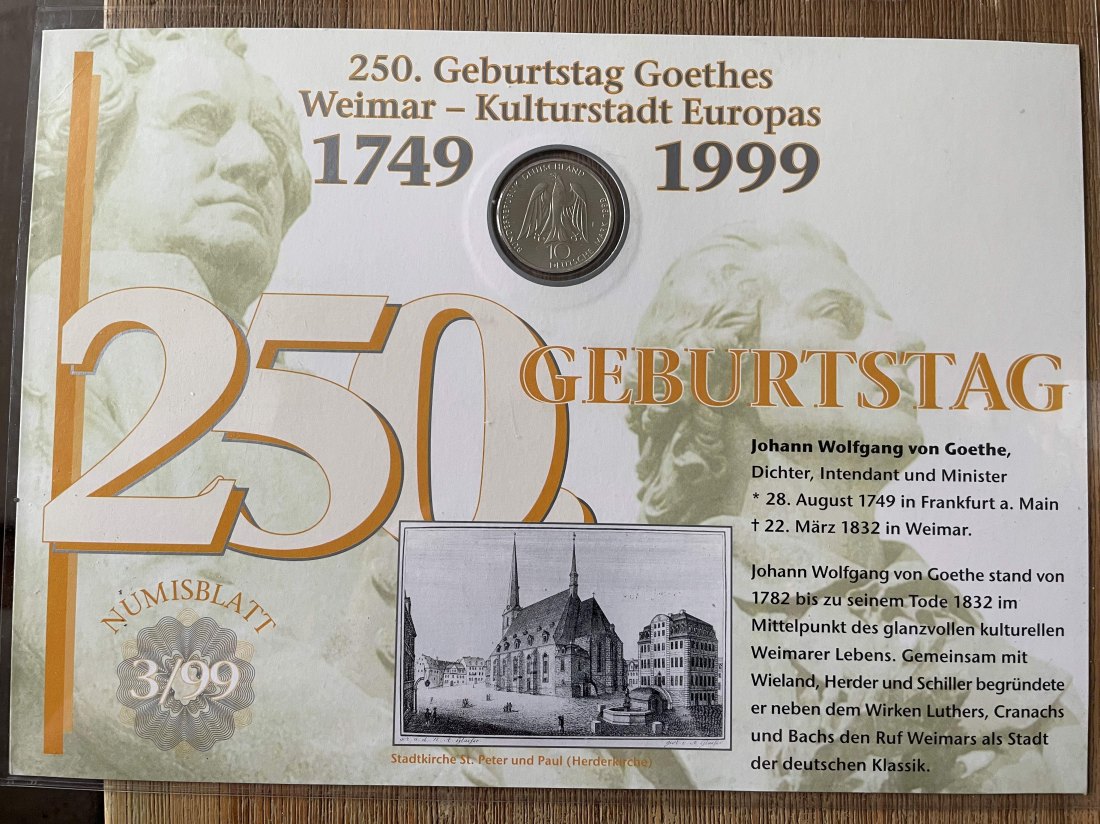 250. Geburtstag Goethes
Weimar – Kulturstadt Europas
1749 1999
BUNDESREPUBLIK DEUTSCHLAND
10
DEUTSCHE
250.
GEBURTSTAG
Johann Wolfgang von Goethe,
Dichter, Intendant und Minister
* 28. August 1749 in Frankfurt a. Main
† 22. März 1832 in Weimar.
Johann Wolfgang von Goethe stand von
1782 bis zu seinem Tode 1832 im
Mittelpunkt des glanzvollen kulturellen
Weimarer Lebens. Gemeinsam mit
Wieland, Herder und Schiller begründete
er neben dem Wirken Luthers, Cranachs
und Bachs den Ruf Weimars als Stadt
der deutschen Klassik.
NUMISBLATT
3/99
Stadtkirche St. Peter und Paul (Herderkirche)